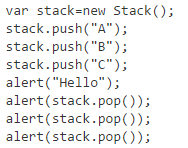 var stack=new Stack();
stack.push("A");
stack.push("B");
stack.push("C");
alert("Hello");
alert(stack.pop());
alert(stack.pop());
alert(stack.pop());